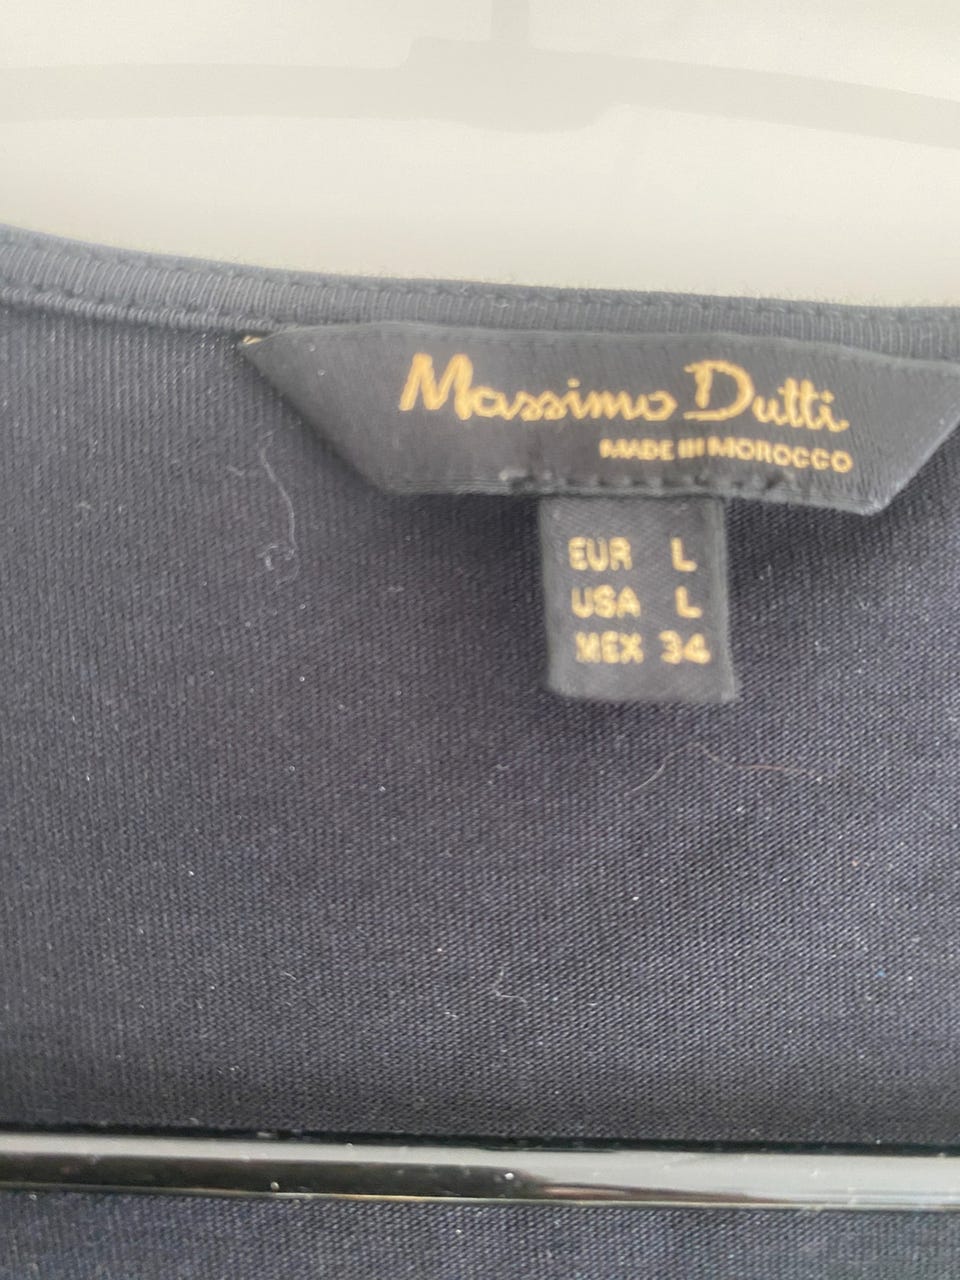 Massimo Dutti
MADE IN MOROCCO
EUR L
USA L
MEX 34